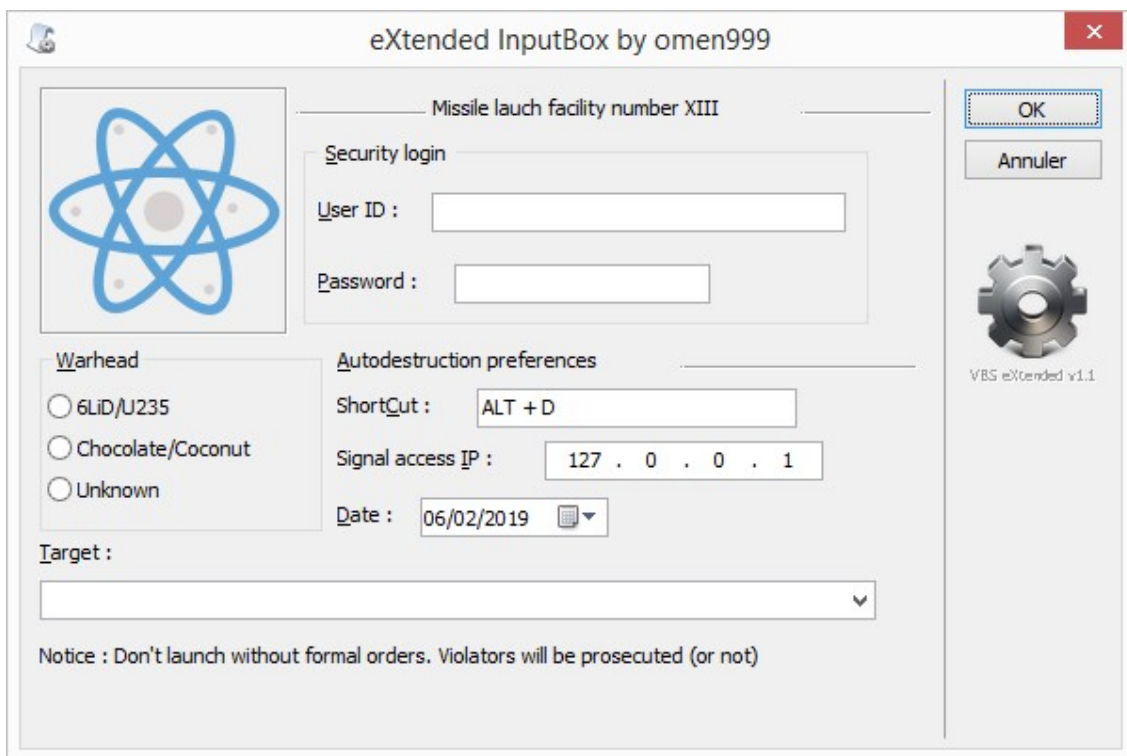 eXtended InputBox by omen999
Missile lauch facility number XIII
OK
Security login
Annuler
User ID :
Password :
VBS eXtended v1.1
Warhead
Autodestruction preferences
6LiD/U235
ShortCut :
ALT + D
Chocolate/Coconut
Signal access IP :
127 . 0 . 0 . 1
Unknown
Date :
06/02/2019
Target :
Notice : Don't launch without formal orders. Violators will be prosecuted (or not)